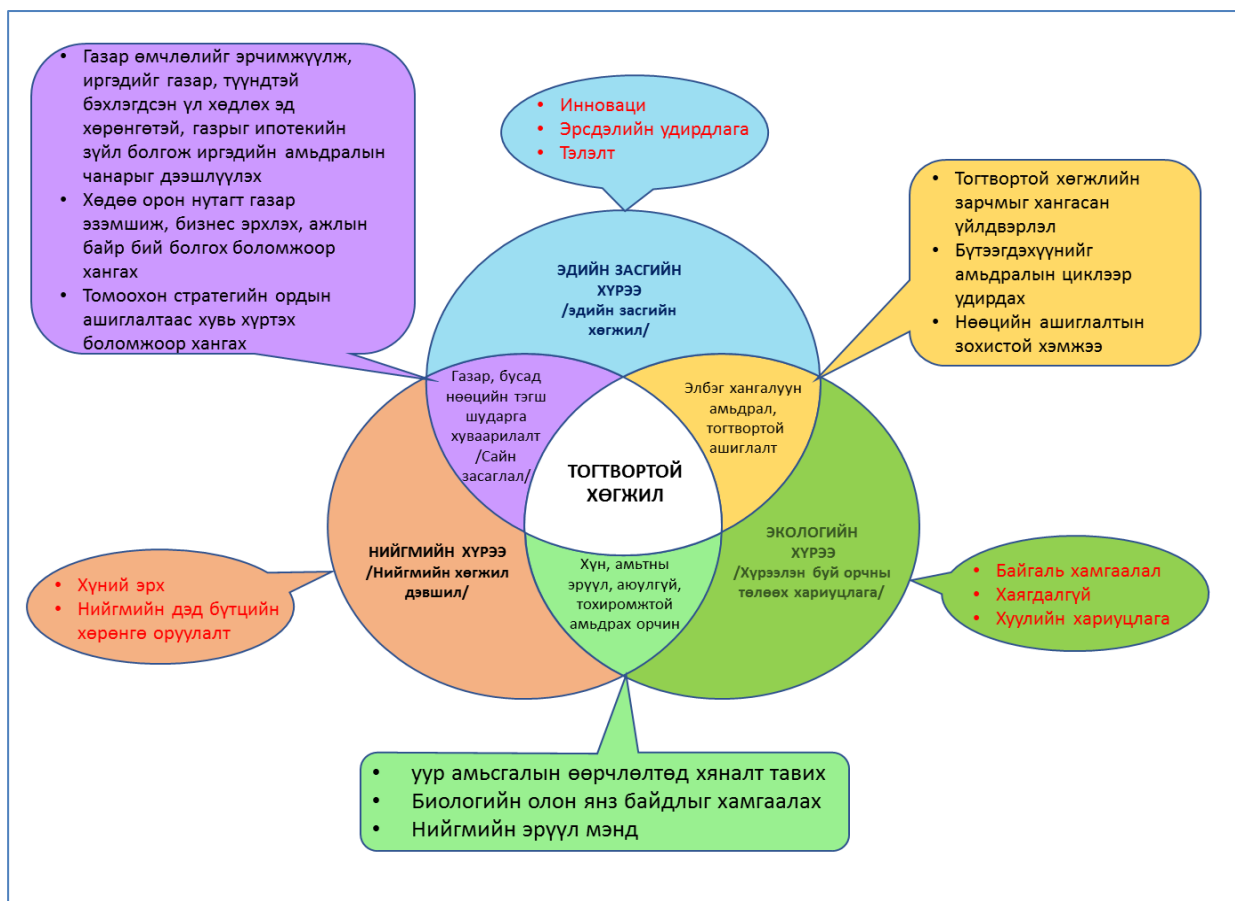 • Газар өмчлөлийг эрчимжүүлж,
иргэдийг газар, түүндтэй
бэхлэгдсэн үл хөдлөх эд
хөрөнгөтэй, газрыг ипотекийн
зүйл болгож иргэдийн амьдралын
чанарыг дээшлүүлэх
• Хөдөө орон нутагт газар
эзэмшиж, бизнес эрхлэх, ажлын
байр бий болгох боломжоор
хангах
• Томоохон стратегийн ордын
ашиглалтаас хувь хүртэх
боломжоор хангах
• Инноваци
• Эрсдэлийн удирдлага
• Тэлэлт
• Тогтвортой хөгжлийн
зарчмыг хангасан
үйлдвэрлэл
• Бүтээгдэхүүнийг
амьдралын циклээр
удирдах
• Нөөцийн ашиглалтын
зохистой хэмжээ
ЭДИЙН ЗАСГИЙН
ХҮРЭЭ
/эдийн засгийн
хөгжил/
Газар, бусад
нөөцийн тэгш
шударга
хуваарилалт
/Сайн
засаглал/
Элбэг хангалуун
амьдрал,
тогтвортой
ашиглалт
ТОГТВОРТОЙ
ХӨГЖИЛ
НИЙГМИЙН ХҮРЭЭ
/Нийгмийн хөгжил
дэвшил/
Хүн, амьтны
эрүүл, аюулгүй,
тохиромжтой
амьдрах орчин
ЭКОЛОГИЙН
ХҮРЭЭ
/Хүрээлэн буй орчны
төлөөх хариуцлага/
• Хүний эрх
• Нийгмийн дэд бүтцийн
хөрөнгө оруулалт
• Байгаль хамгаалал
• Хаягдалгүй
• Хуулийн хариуцлага
• уур амьсгалын өөрчлөлтөд хяналт тавих
• Биологийн олон янз байдлыг хамгаалах
• Нийгмийн эрүүл мэнд